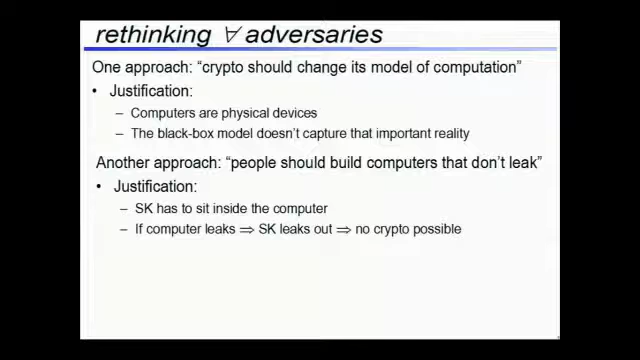 rethinking ∀ adversaries
One approach: “crypto should change its model of computation”
• Justification:
– Computers are physical devices
– The black-box model doesn’t capture that important reality
Another approach: “people should build computers that don’t leak”
• Justification:
– SK has to sit inside the computer
– If computer leaks ⇒ SK leaks out ⇒ no crypto possible